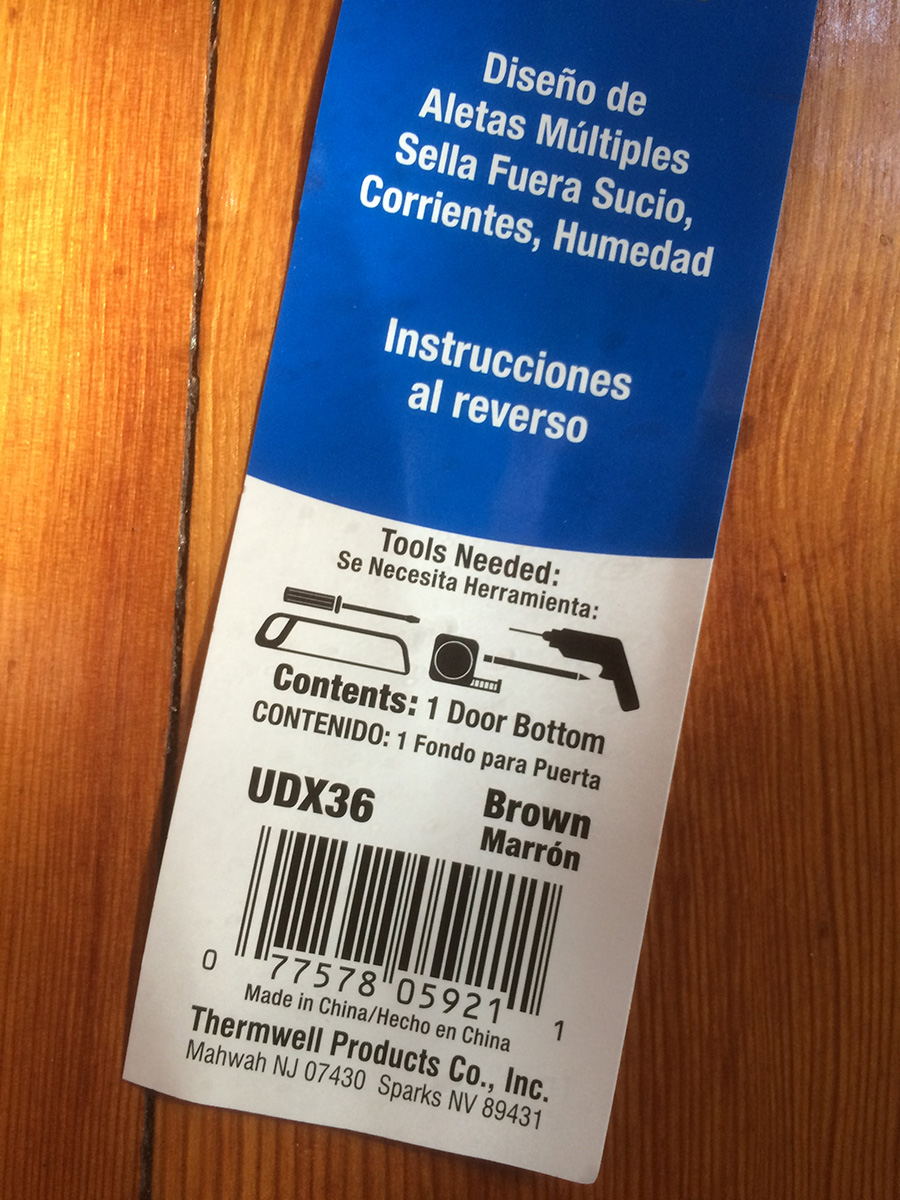 Diseño de
Aletas Múltiples
Sella Fuera Sucio,
Corrientes, Humedad
Instrucciones
al reverso
Tools Needed:
Se Necesita Herramienta:
Contents: 1 Door Bottom
CONTENIDO: 1 Fondo para Puerta
UDX36
Brown
Marrón
0 77578 05921 1
Made in China/Hecho en China
Thermwell Products Co., Inc.
Mahwah NJ 07430 Sparks NV 89431